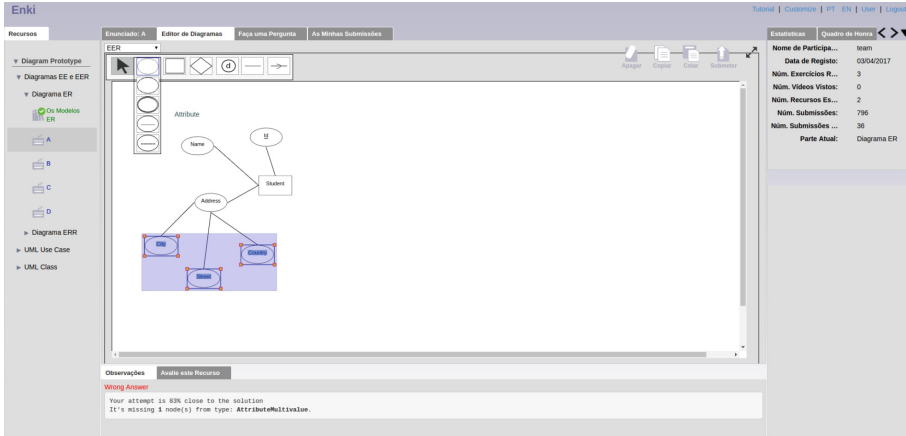 Enki
Tutorial | Customize | PT EN | User | Logout
Recursos
Enunciado: A
Editor de Diagramas
Faça uma Pergunta
As Minhas Submissões
Estatísticas
Quadro de Honra
EER
Apagar
Copiar
Colar
Submeter
d
Attribute
Diagram Prototype
Diagramas EE e EER
Diagrama ER
Os Modelos
ER
A
B
C
D
Diagrama ERR
UML Use Case
UML Class
Name
Id
Student
Address
City
Street
Country
Nome de Participa... team
Data de Registo: 03/04/2017
Núm. Exercícios R... 3
Núm. Vídeos Vistos: 0
Núm. Recursos Es... 2
Núm. Submissões: 796
Núm. Submissões ... 36
Parte Atual: Diagrama ER
Observações
Avalie este Recurso
Wrong Answer
Your attempt is 83% close to the solution
It's missing 1 node(s) from type: AttributeMultivalue.